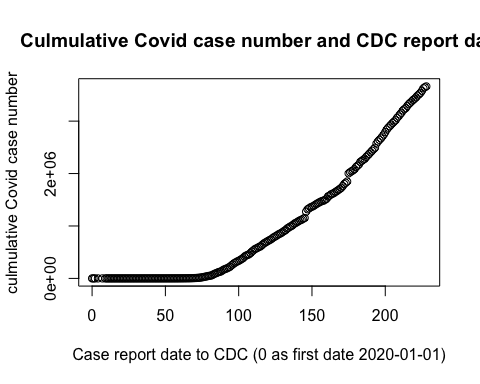 Culmulative Covid case number and CDC report da
culmulative Covid case number
2e+06
0e+00
0 50 100 150 200
Case report date to CDC (0 as first date 2020-01-01)